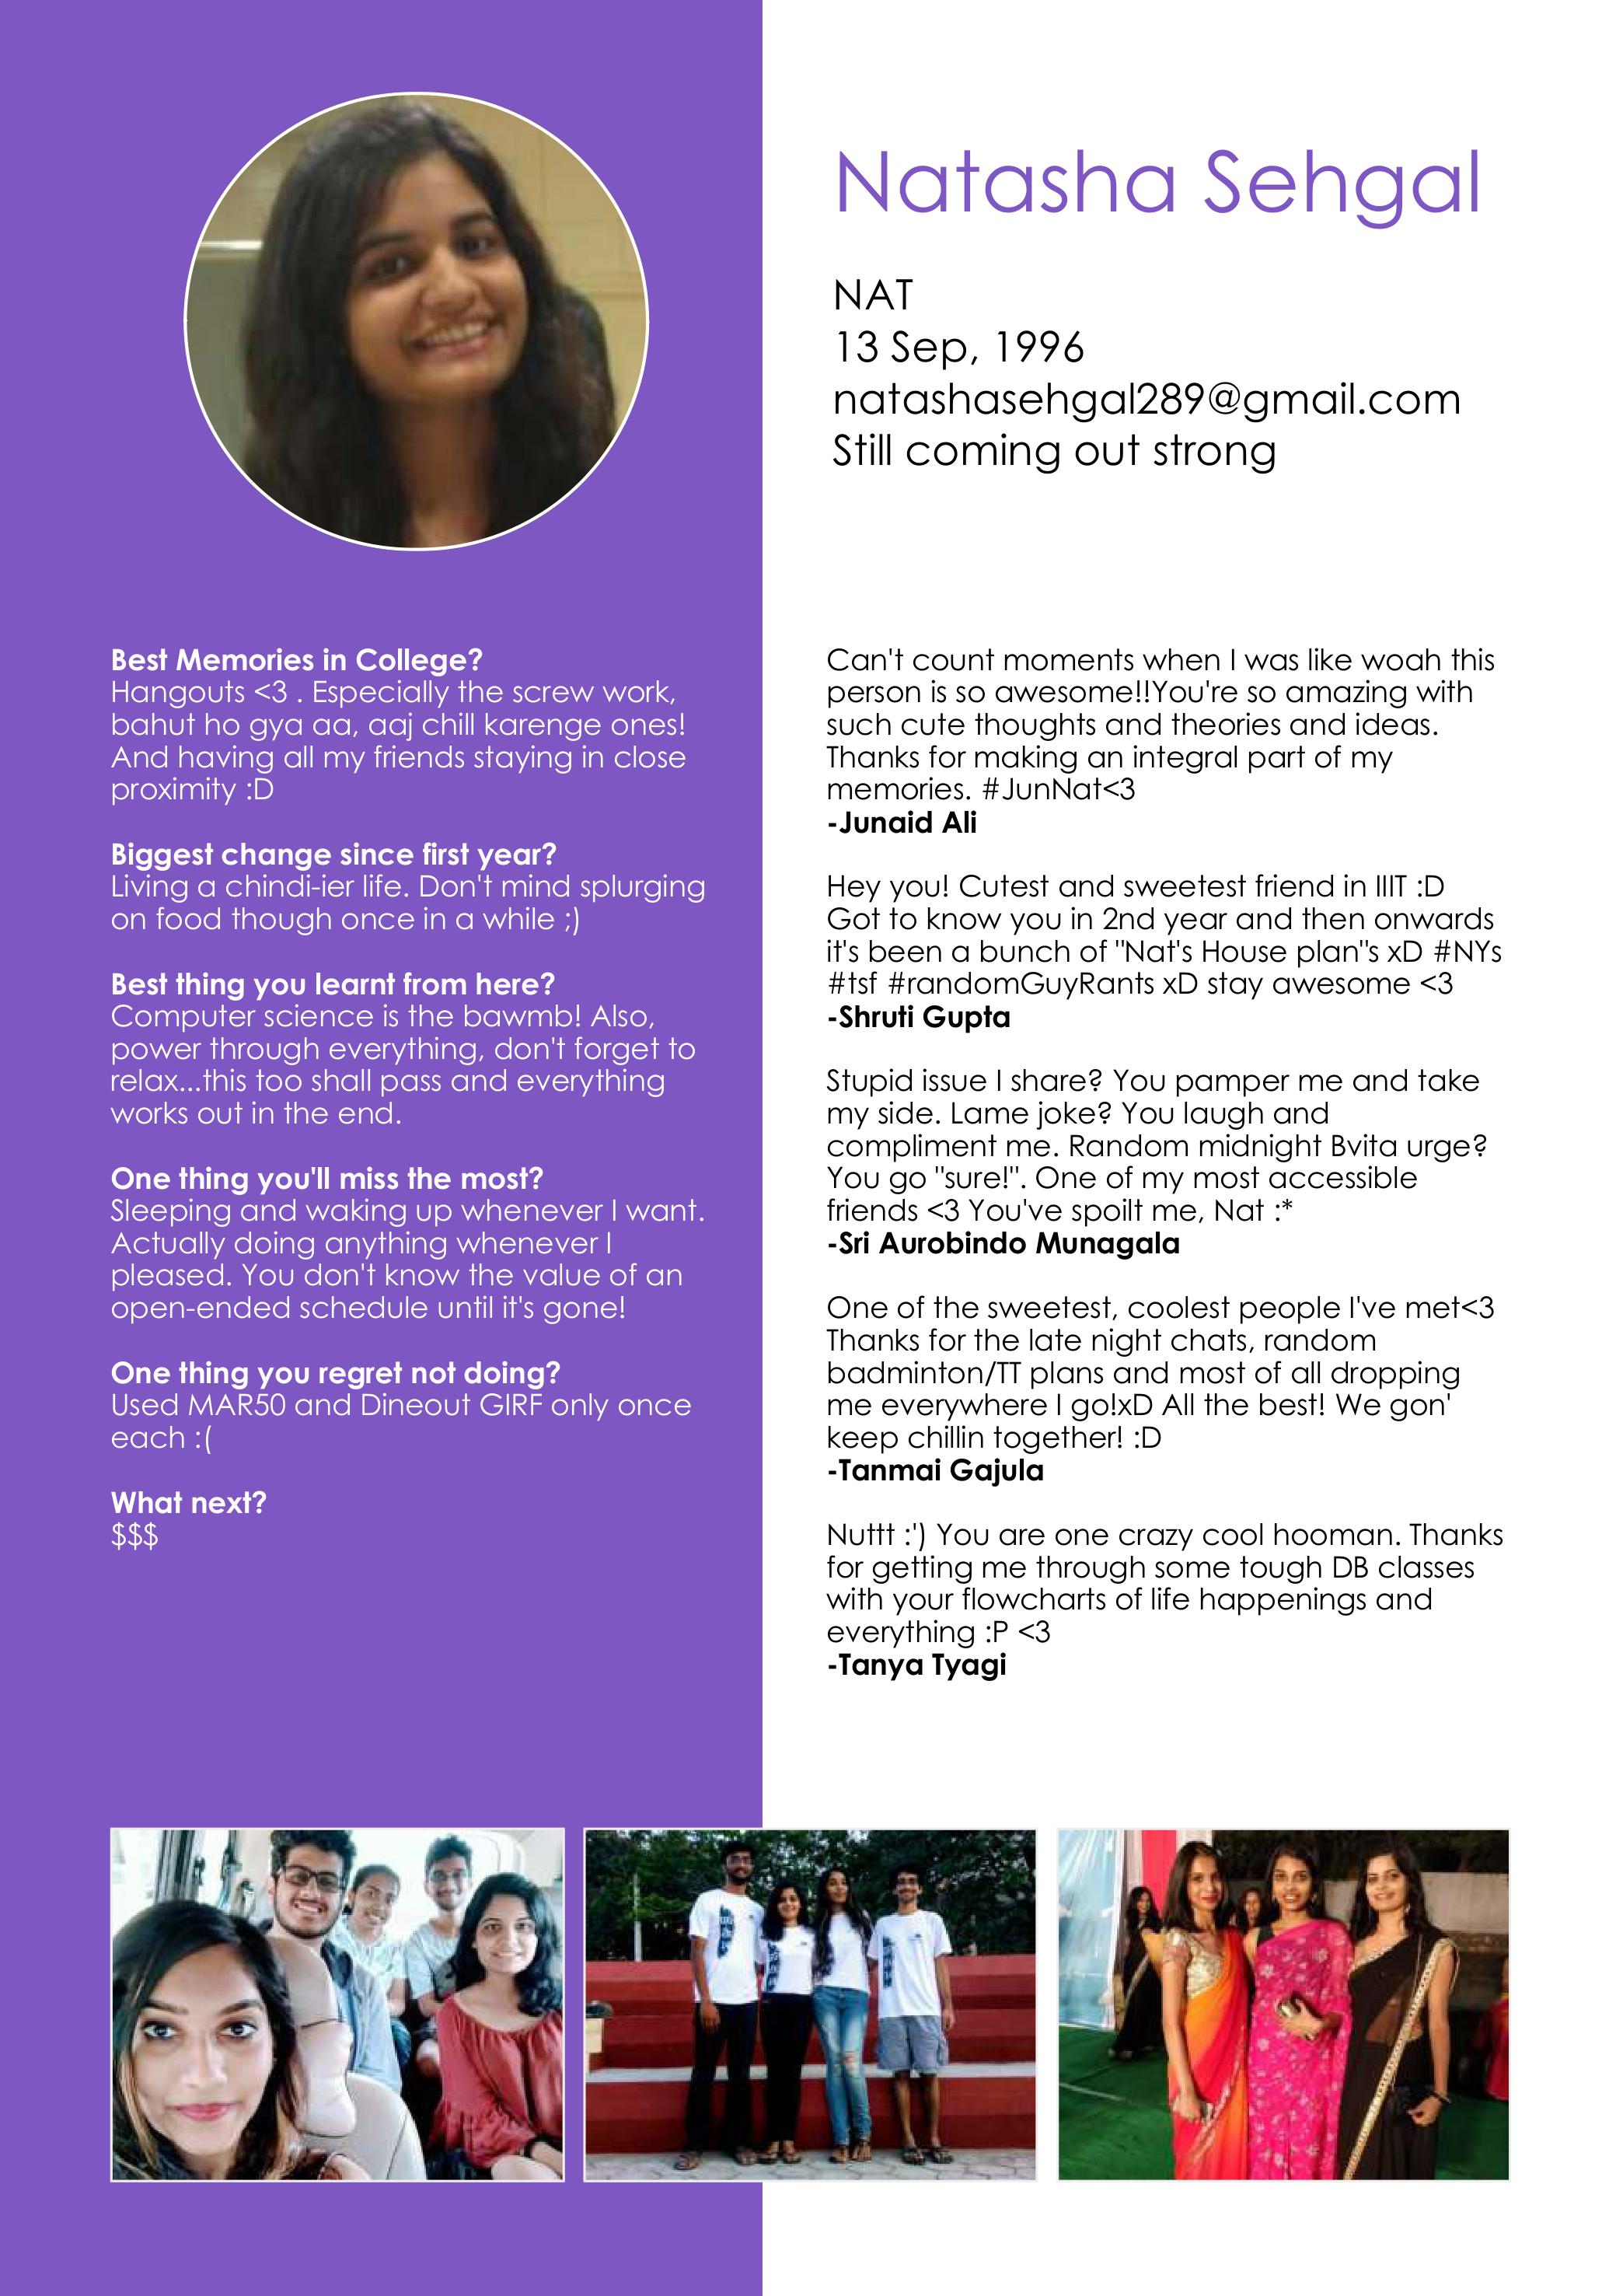 Natasha Sehgal
NAT
13 Sep, 1996
natashasehgal289@gmail.com
Still coming out strong
Best Memories in College?
Hangouts <3 . Especially the screw work,
bahut ho gya aa, aaj chill karenge ones!
And having all my friends staying in close
proximity :D
Biggest change since first year?
Living a chindi-ier life. Don't mind splurging
on food though once in a while ;)
Best thing you learnt from here?
Computer science is the bawmb! Also,
power through everything, don't forget to
relax...this too shall pass and everything
works out in the end.
One thing you'll miss the most?
Sleeping and waking up whenever I want.
Actually doing anything whenever I
pleased. You don't know the value of an
open-ended schedule until it's gone!
One thing you regret not doing?
Used MAR50 and Dineout GIRF only once
each :(
What next?
$$$
Can't count moments when I was like woah this
person is so awesome!!You're so amazing with
such cute thoughts and theories and ideas.
Thanks for making an integral part of my
memories. #JunNat<3
-Junaid Ali
Hey you! Cutest and sweetest friend in IIIT :D
Got to know you in 2nd year and then onwards
it's been a bunch of "Nat's House plan"s xD #NYs
#tsf #randomGuyRants xD stay awesome <3
-Shruti Gupta
Stupid issue I share? You pamper me and take
my side. Lame joke? You laugh and
compliment me. Random midnight Bvita urge?
You go "sure!". One of my most accessible
friends <3 You've spoilt me, Nat :*
-Sri Aurobindo Munagala
One of the sweetest, coolest people I've met<3
Thanks for the late night chats, random
badminton/TT plans and most of all dropping
me everywhere I go!xD All the best! We gon'
keep chillin together! :D
-Tanmai Gajula
Nuttt :') You are one crazy cool hooman. Thanks
for getting me through some tough DB classes
with your flowcharts of life happenings and
everything :P <3
-Tanya Tyagi